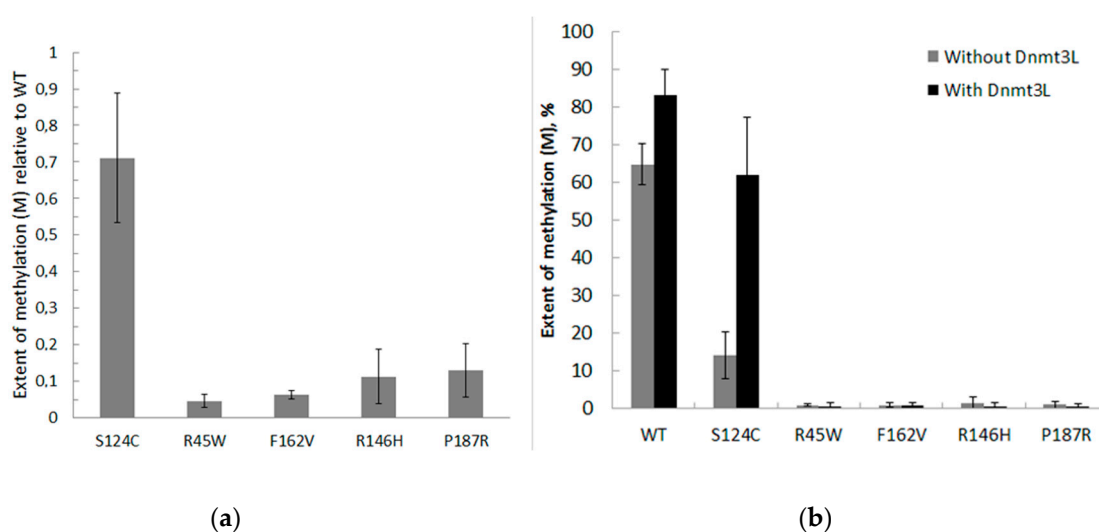 Extent of methylation (M) relative to WT
1
0,9
0,8
0,7
0,6
0,5
0,4
0,3
0,2
0,1
0
S124C R45W F162V R146H P187R
(a)
Extent of methylation (M), %
100
90
80
70
60
50
40
30
20
10
0
Without Dnmt3L
With Dnmt3L
WT S124C R45W F162V R146H P187R
(b)